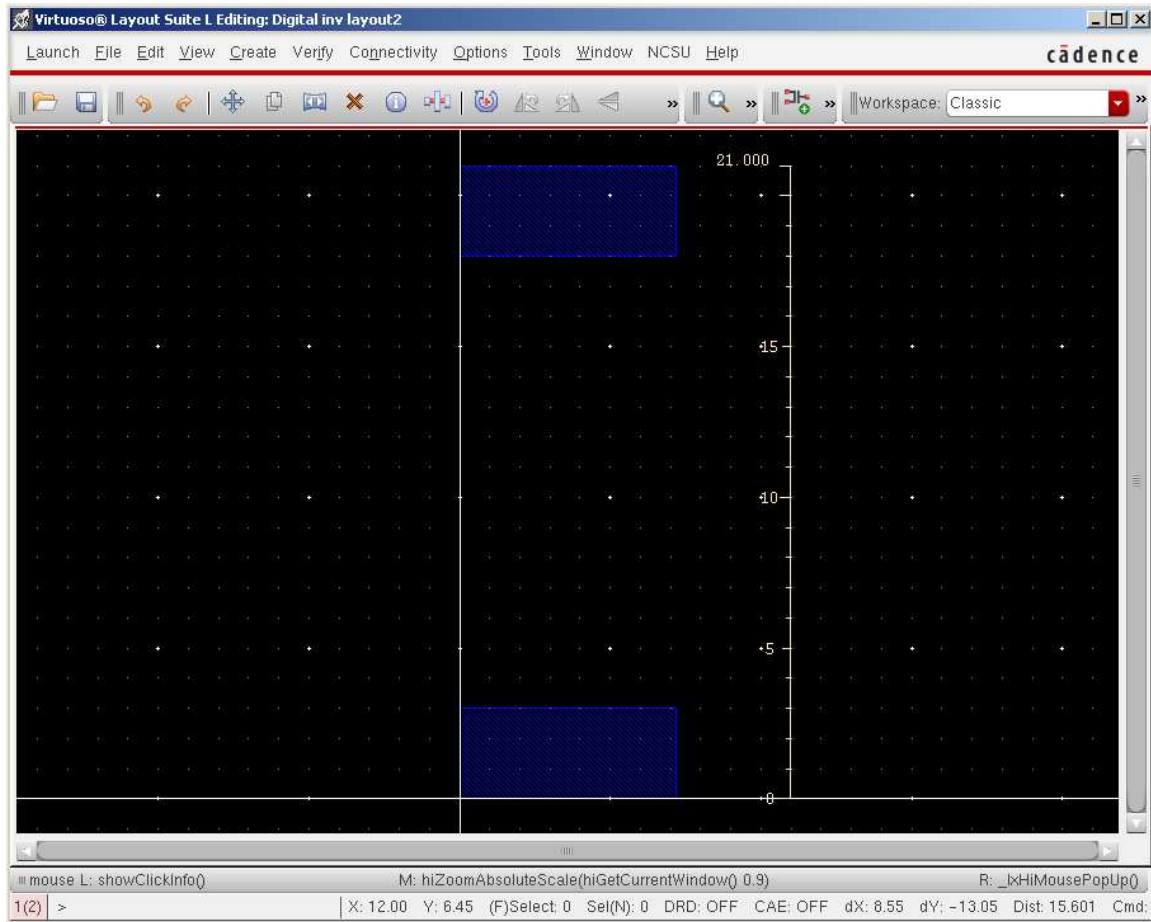 Virtuoso® Layout Suite L Editing: Digital inv layout2
Launch File Edit View Create Verify Connectivity Options Tools Window NCSU Help cādence
» » » Workspace: Classic »
21.000
15
10
5
0
mouse L: showClickInfo() M: hiZoomAbsoluteScale(hiGetCurrentWindow() 0.9) R: _lxHiMousePopUp()
1(2) > X: 12.00 Y: 6.45 (F)Select: 0 Sel(N): 0 DRD: OFF CAE: OFF dX: 8.55 dY: -13.05 Dist: 15.601 Cmd: